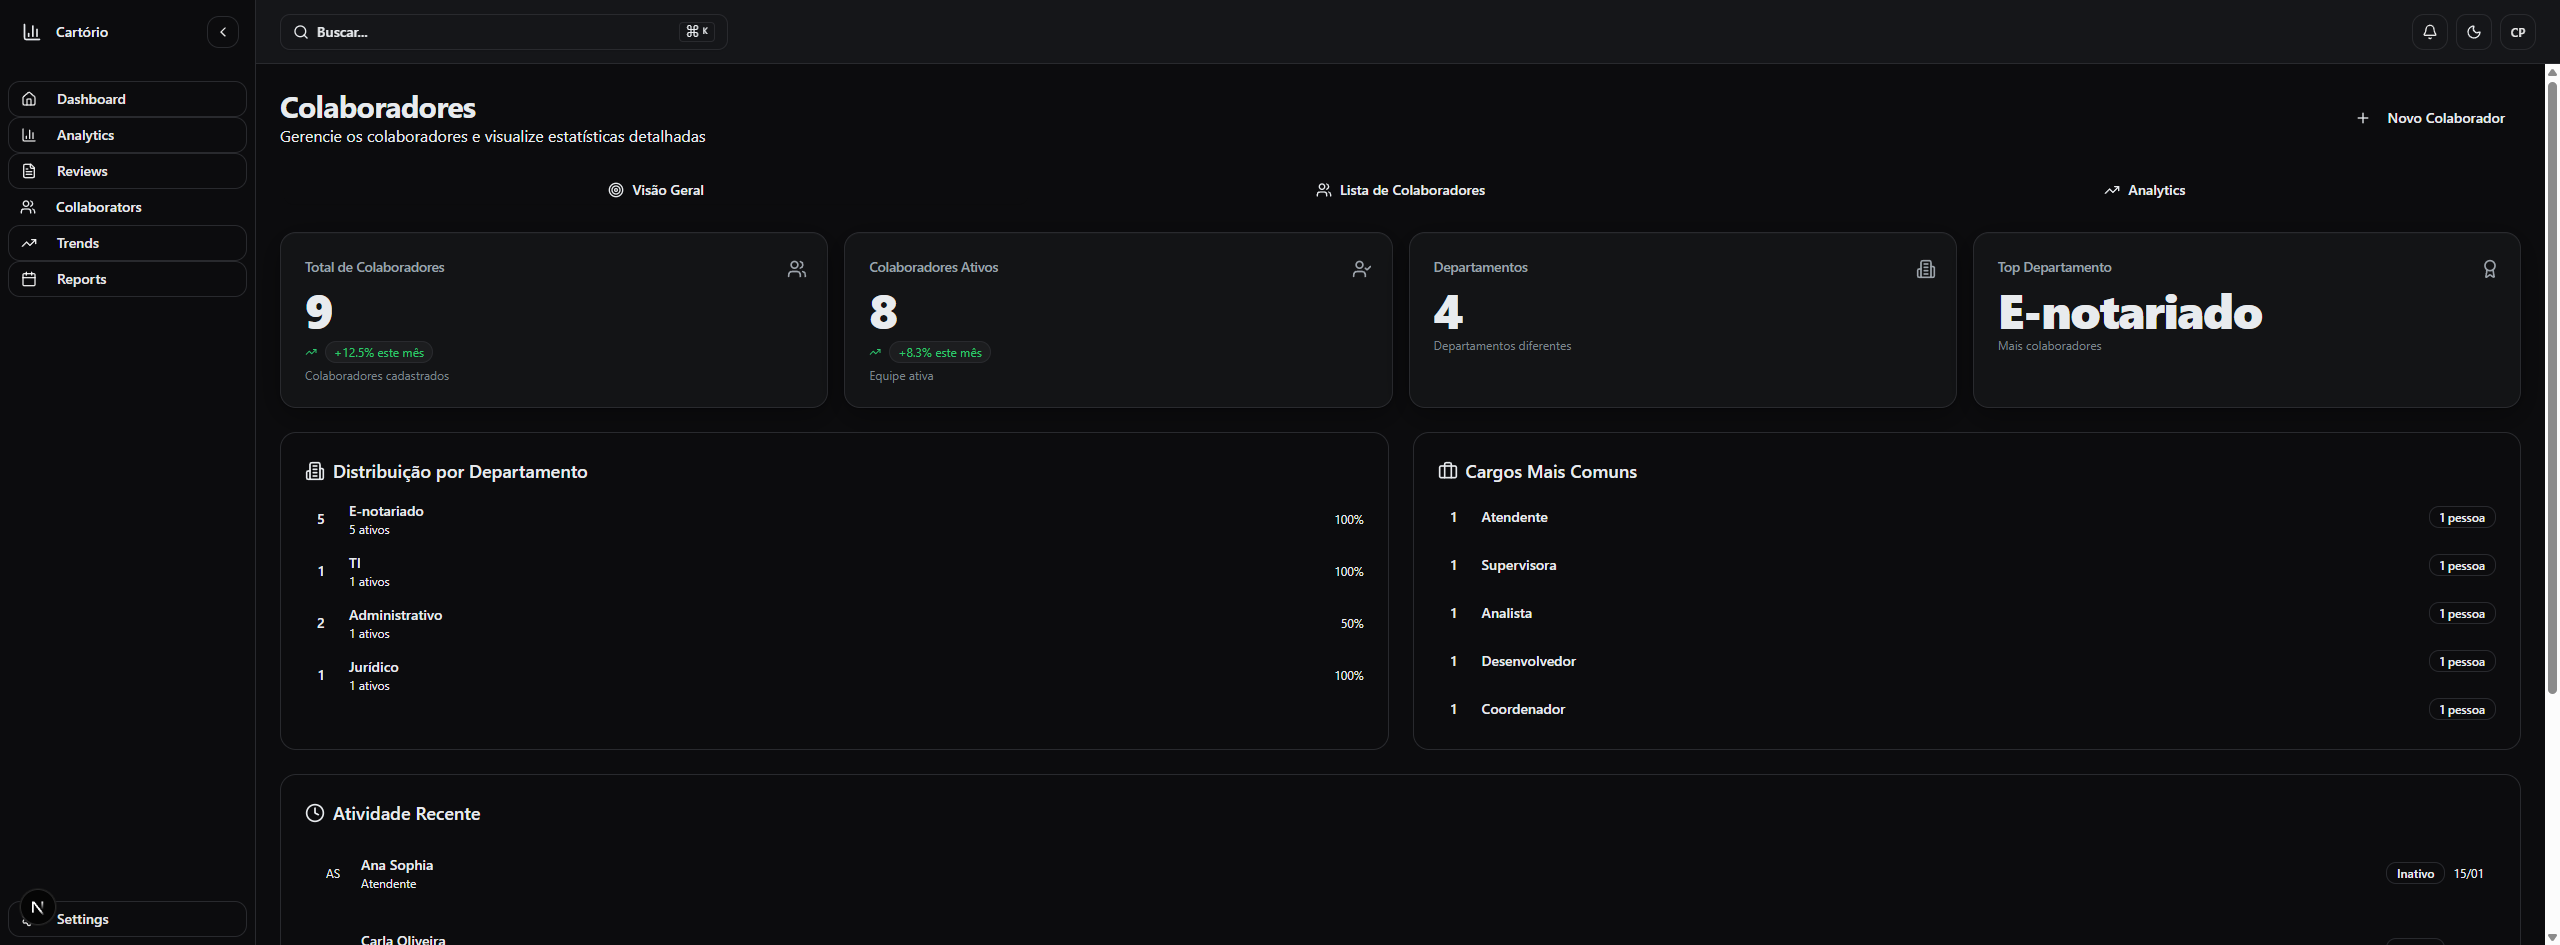 Cartório
Buscar...
⌘ K
CP
Dashboard
Analytics
Reviews
Collaborators
Trends
Reports
Settings
N
Colaboradores
Gerencie os colaboradores e visualize estatísticas detalhadas
Novo Colaborador
Visão Geral
Lista de Colaboradores
Analytics
Total de Colaboradores
9
+12.5% este mês
Colaboradores cadastrados
Colaboradores Ativos
8
+8.3% este mês
Equipe ativa
Departamentos
4
Departamentos diferentes
Top Departamento
E-notariado
Mais colaboradores
Distribuição por Departamento
5 E-notariado 100%
5 ativos
1 TI 100%
1 ativos
2 Administrativo 50%
1 ativos
1 Jurídico 100%
1 ativos
Cargos Mais Comuns
1 Atendente 1 pessoa
1 Supervisora 1 pessoa
1 Analista 1 pessoa
1 Desenvolvedor 1 pessoa
1 Coordenador 1 pessoa
Atividade Recente
AS Ana Sophia Inativo 15/01
Atendente
Carla Oliveira